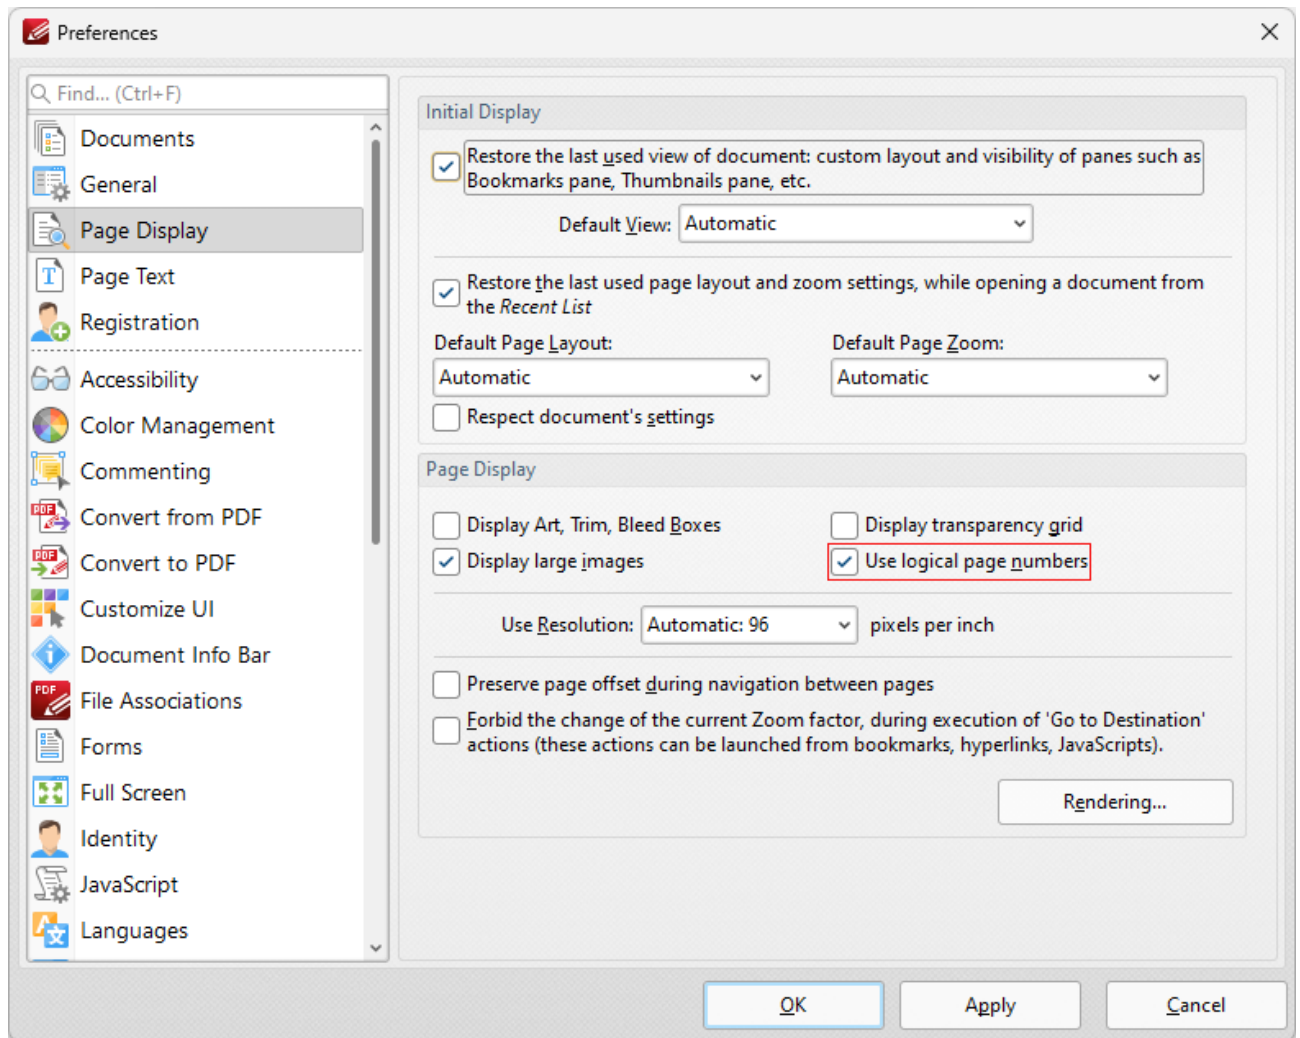 Preferences
Find... (Ctrl+F)
Documents
General
Page Display
Page Text
Registration
Accessibility
Color Management
Commenting
Convert from PDF
Convert to PDF
Customize UI
Document Info Bar
File Associations
Forms
Full Screen
Identity
JavaScript
Languages
Initial Display
Restore the last used view of document: custom layout and visibility of panes such as
Bookmarks pane, Thumbnails pane, etc.
Default View: Automatic
Restore the last used page layout and zoom settings, while opening a document from
the Recent List
Default Page Layout:
Automatic
Default Page Zoom:
Automatic
Respect document's settings
Page Display
Display Art, Trim, Bleed Boxes
Display transparency grid
Display large images
Use logical page numbers
Use Resolution: Automatic: 96 pixels per inch
Preserve page offset during navigation between pages
Forbid the change of the current Zoom factor, during execution of 'Go to Destination'
actions (these actions can be launched from bookmarks, hyperlinks, JavaScripts).
Rendering...
OK
Apply
Cancel